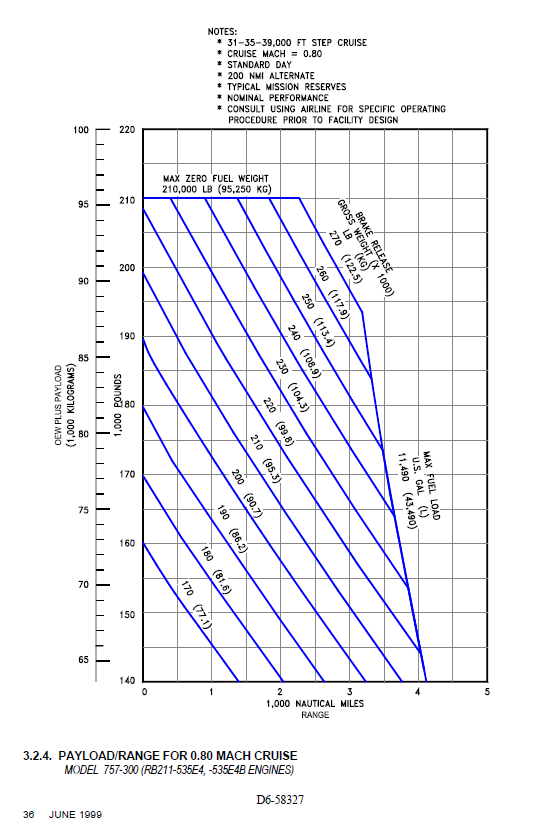 NOTES:
* 31-35-39,000 FT STEP CRUISE
* CRUISE MACH = 0.80
* STANDARD DAY
* 200 NMI ALTERNATE
* TYPICAL MISSION RESERVES
* NOMINAL PERFORMANCE
* CONSULT USING AIRLINE FOR SPECIFIC OPERATING
PROCEDURE PRIOR TO FACILITY DESIGN
100
95
90
85
80
75
70
65
OEW PLUS PAYLOAD
(1,000 KILOGRAMS)
220
210
200
190
180
170
160
150
140
1,000 POUNDS
MAX ZERO FUEL WEIGHT
210,000 LB (95,250 KG)
BRAKE RELEASE
GROSS WEIGHT (X 1000)
LB (KG)
270 (122.5)
260 (117.9)
250 (113.4)
240 (108.9)
230 (104.3)
220 (99.8)
210 (95.3)
200 (90.7)
190 (86.2)
180 (81.6)
170 (77.1)
MAX FUEL LOAD
U.S. GAL (L)
11,490 (43,490)
0 1 2 3 4 5
1,000 NAUTICAL MILES
RANGE
3.2.4. PAYLOAD/RANGE FOR 0.80 MACH CRUISE
MODEL 757-300 (RB211-535E4, -535E4B ENGINES)
D6-58327
36 JUNE 1999